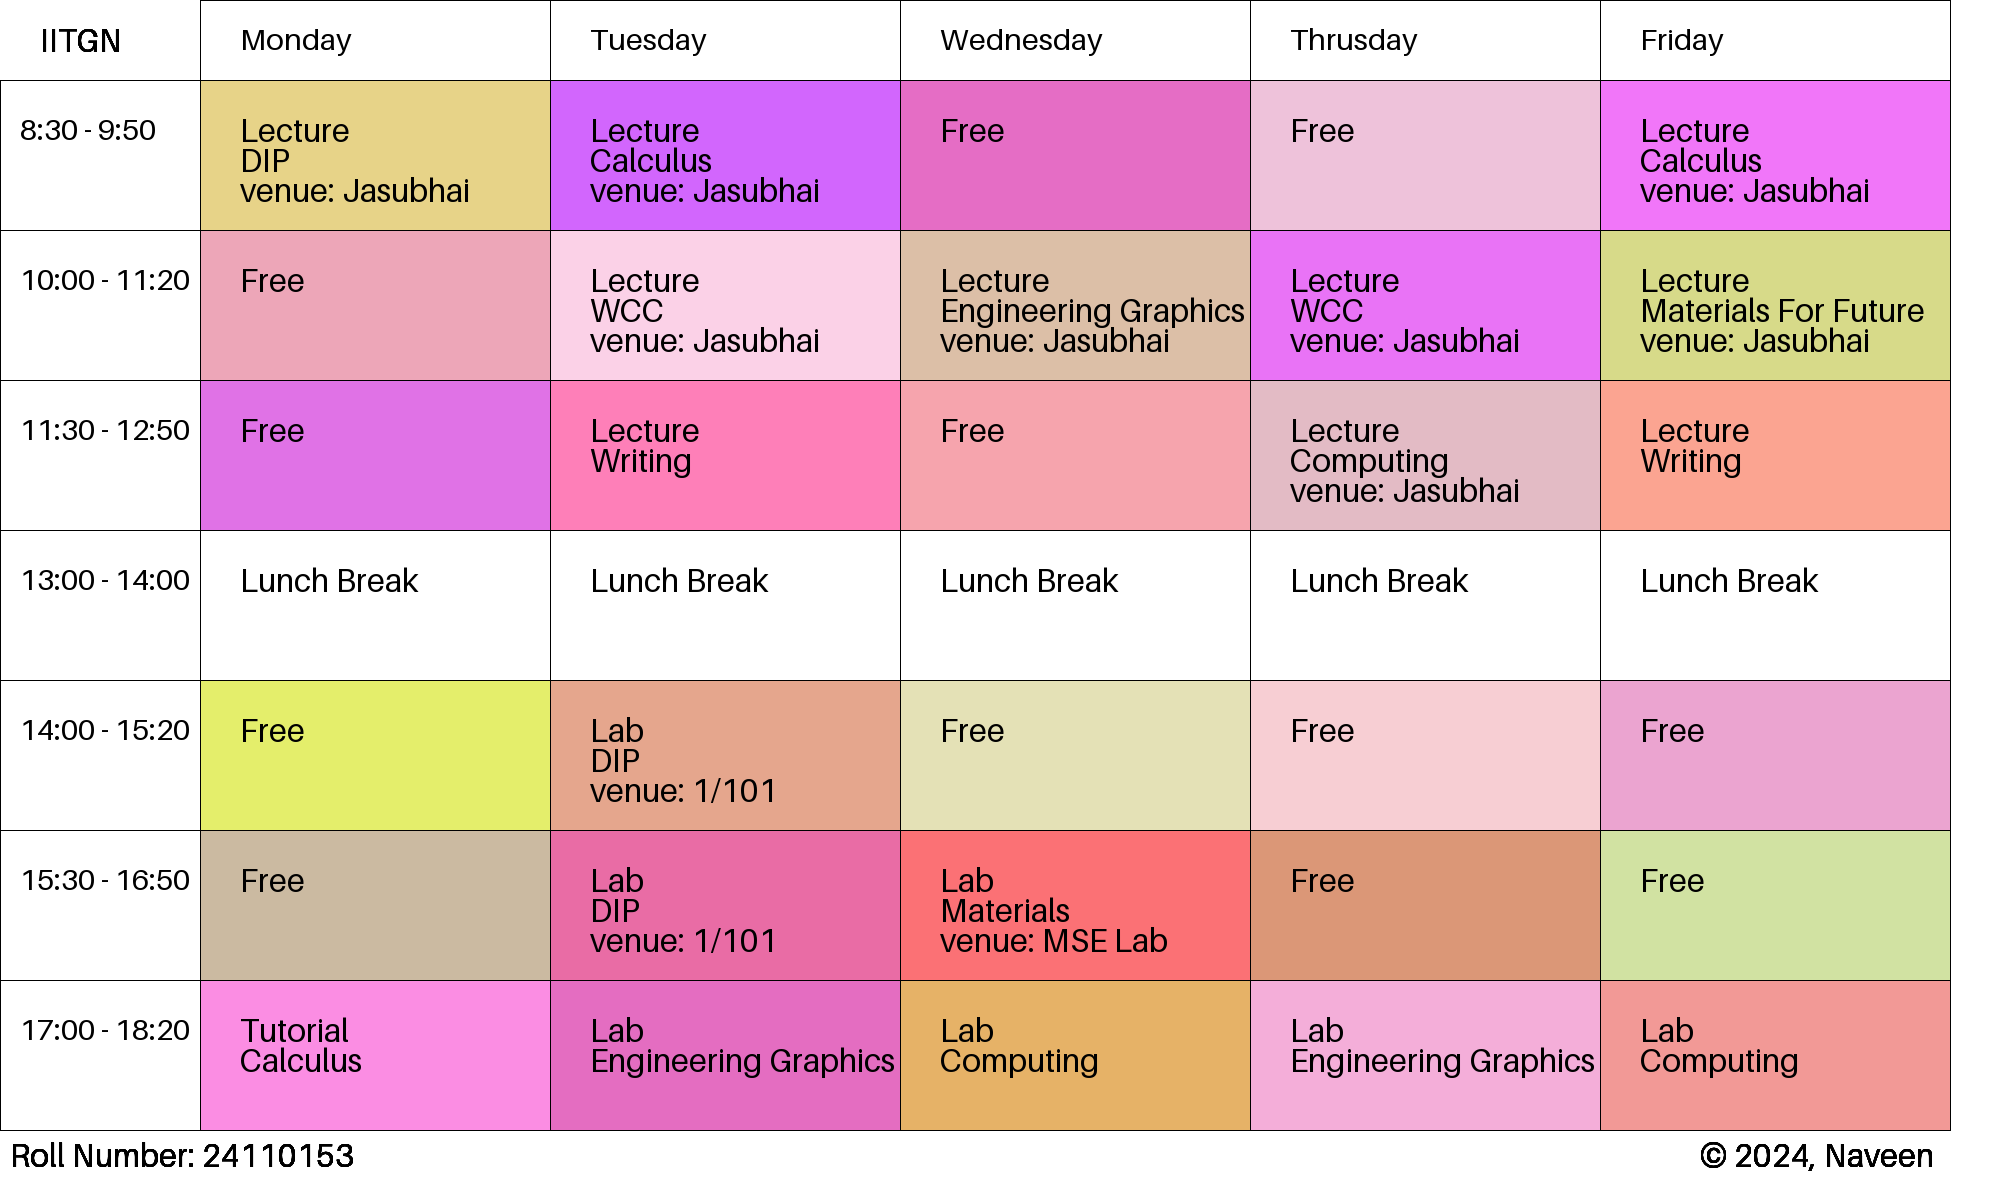 IITGN Monday Tuesday Wednesday Thrusday Friday
8:30 - 9:50
Lecture
DIP
venue: Jasubhai
Lecture
Calculus
venue: Jasubhai
Free
Free
Lecture
Calculus
venue: Jasubhai
10:00 - 11:20
Free
Lecture
WCC
venue: Jasubhai
Lecture
Engineering Graphics
venue: Jasubhai
Lecture
WCC
venue: Jasubhai
Lecture
Materials For Future
venue: Jasubhai
11:30 - 12:50
Free
Lecture
Writing
Free
Lecture
Computing
venue: Jasubhai
Lecture
Writing
13:00 - 14:00
Lunch Break
Lunch Break
Lunch Break
Lunch Break
Lunch Break
14:00 - 15:20
Free
Lab
DIP
venue: 1/101
Free
Free
Free
15:30 - 16:50
Free
Lab
DIP
venue: 1/101
Lab
Materials
venue: MSE Lab
Free
Free
17:00 - 18:20
Tutorial
Calculus
Lab
Engineering Graphics
Lab
Computing
Lab
Engineering Graphics
Lab
Computing
Roll Number: 24110153
© 2024, Naveen